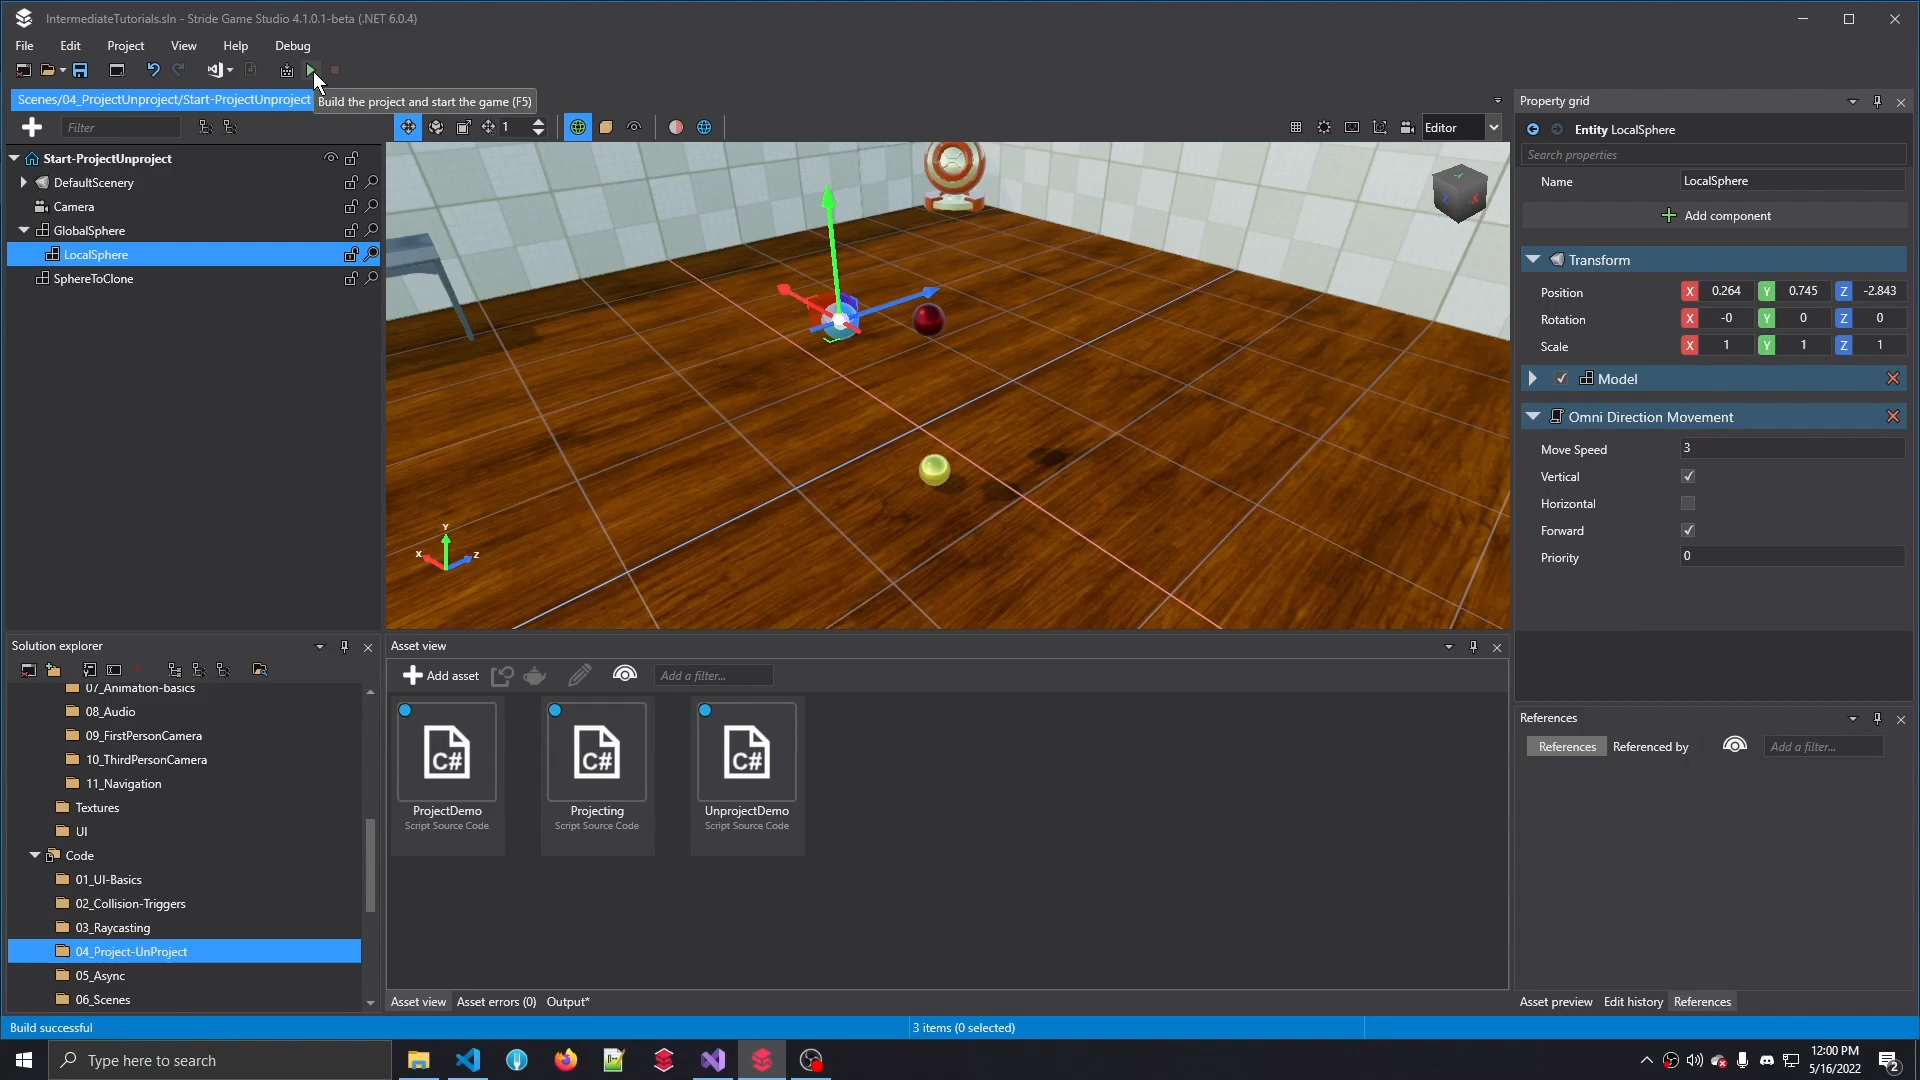 IntermediateTutorials.sln - Stride Game Studio 4.1.0.1-beta (.NET 6.0.4)
File Edit Project View Help Debug
Scenes/04_ProjectUnproject/Start-ProjectUnproject
Build the project and start the game (F5)
Filter
1
Editor
Start-ProjectUnproject
DefaultScenery
Camera
GlobalSphere
LocalSphere
SphereToClone
Y
X
Z
Property grid
Entity LocalSphere
Search properties
Name LocalSphere
Add component
Transform
Position X 0.264 Y 0.745 Z -2.843
Rotation X -0 Y 0 Z 0
Scale X 1 Y 1 Z 1
Model
Omni Direction Movement
Move Speed 3
Vertical
Horizontal
Forward
Priority 0
Solution explorer
07_Animation-basics
08_Audio
09_FirstPersonCamera
10_ThirdPersonCamera
11_Navigation
Textures
UI
Code
01_UI-Basics
02_Collision-Triggers
03_Raycasting
04_Project-UnProject
05_Async
06_Scenes
Asset view
Add asset
Add a filter...
C# C# C#
ProjectDemo Projecting UnprojectDemo
Script Source Code Script Source Code Script Source Code
Asset view Asset errors (0) Output*
References
References Referenced by Add a filter...
Asset preview Edit history References
Build successful
3 items (0 selected)
Type here to search
12:00 PM
5/16/2022
2